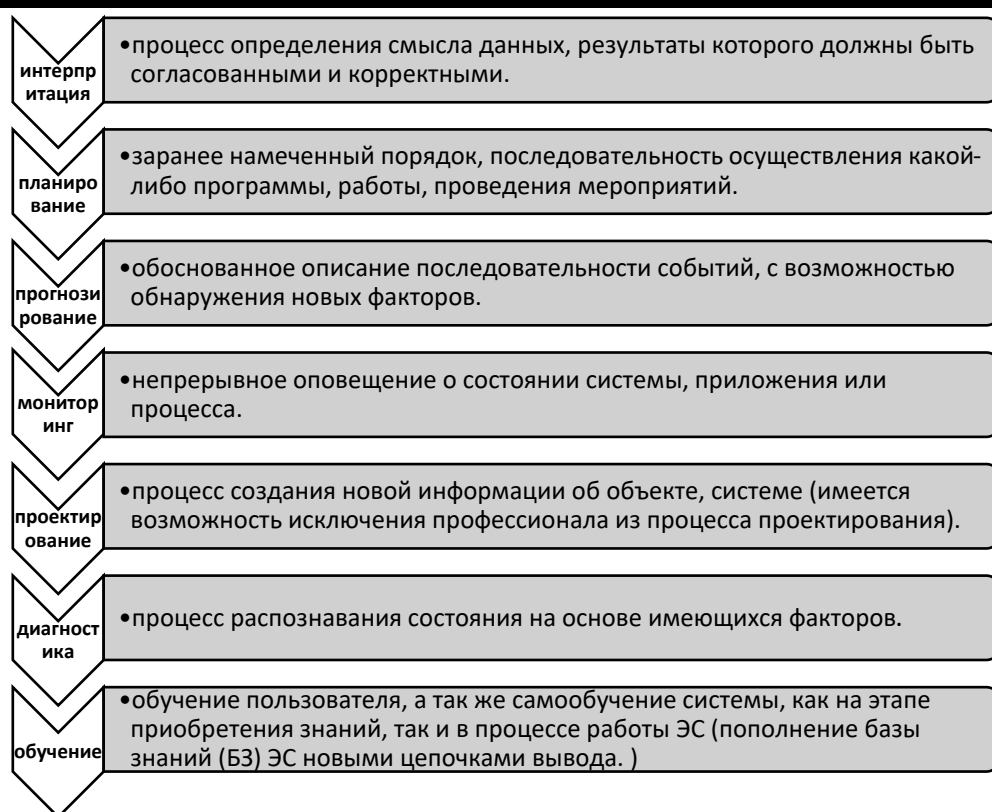 интерпр
итация
•процесс определения смысла данных, результаты которого должны быть
согласованными и корректными.
планиро
вание
•заранее намеченный порядок, последовательность осуществления какой-
либо программы, работы, проведения мероприятий.
прогнози
рование
•обоснованное описание последовательности событий, с возможностью
обнаружения новых факторов.
монитор
инг
•непрерывное оповещение о состоянии системы, приложения или
процесса.
проектир
ование
•процесс создания новой информации об объекте, системе (имеется
возможность исключения профессионала из процесса проектирования).
диагност
ика
•процесс распознавания состояния на основе имеющихся факторов.
обучение
•обучение пользователя, а так же самообучение системы, как на этапе
приобретения знаний, так и в процессе работы ЭС (пополнение базы
знаний (БЗ) ЭС новыми цепочками вывода. )